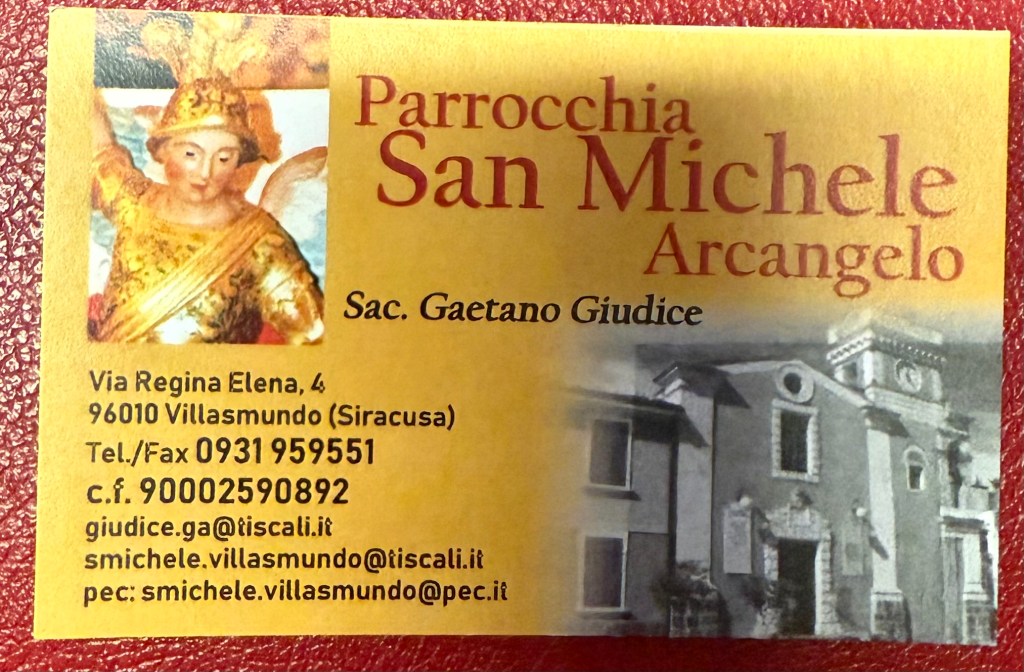 Parrocchia
San Michele
Arcangelo
Sac. Gaetano Giudice
Via Regina Elena, 4
96010 Villasmundo (Siracusa)
Tel./Fax 0931 959551
c.f. 90002590892
giudice.ga@tiscali.it
smichele.villasmundo@tiscali.it
pec: smichele.villasmundo@pec.it